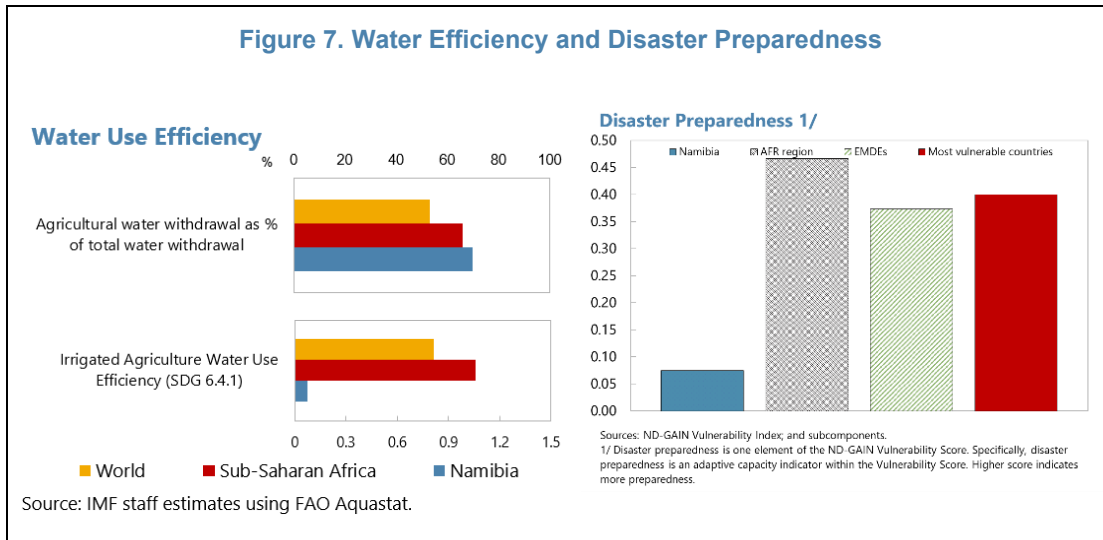 Figure 7. Water Efficiency and Disaster Preparedness
Water Use Efficiency
% 0 20 40 60 80 100
Agricultural water withdrawal as %
of total water withdrawal
Irrigated Agriculture Water Use
Efficiency (SDG 6.4.1)
0 0.3 0.6 0.9 1.2 1.5
World Sub-Saharan Africa Namibia
Source: IMF staff estimates using FAO Aquastat.
Disaster Preparedness 1/
Namibia AFR region EMDEs Most vulnerable countries
0.50
0.45
0.40
0.35
0.30
0.25
0.20
0.15
0.10
0.05
0.00
Sources: ND-GAIN Vulnerability Index; and subcomponents.
1/ Disaster preparedness is one element of the ND-GAIN Vulnerability Score. Specifically, disaster
preparedness is an adaptive capacity indicator within the Vulnerability Score. Higher score indicates
more preparedness.